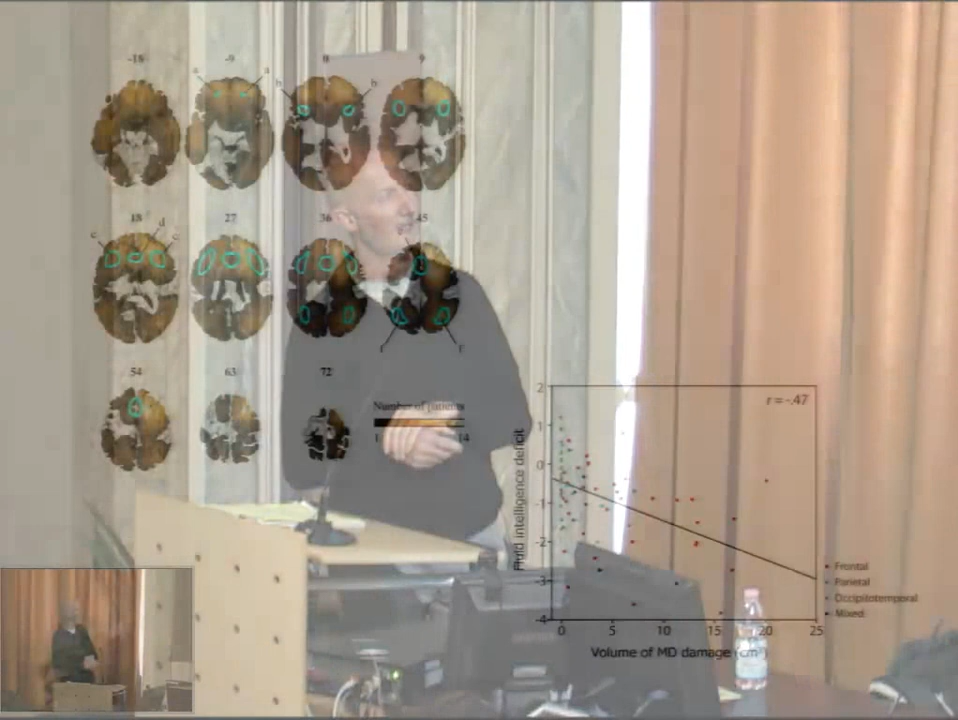 -18 -9 0 9
a a b b
18 27 36 45
c d c
f f
54 63 72
Number of patients
1 14
r = -.47
2
1
0
-1
-2
-3
-4
0 5 10 15 20 25
Fluid intelligence deficit
Volume of MD damage (cm³)
Frontal
Parietal
Occipitotemporal
Mixed